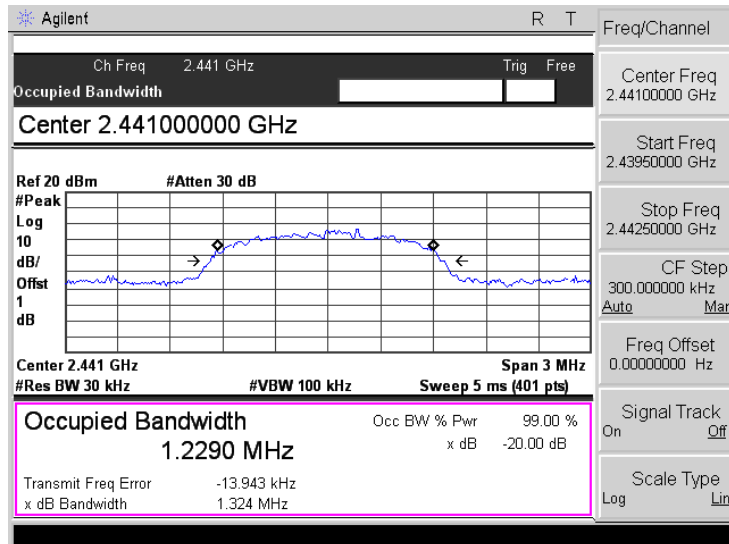 Agilent R T
Freq/Channel
Ch Freq 2.441 GHz Trig Free
Occupied Bandwidth
Center 2.441000000 GHz
Ref 20 dBm #Atten 30 dB
#Peak
Log
10
dB/
Offst
1
dB
Center 2.441 GHz Span 3 MHz
#Res BW 30 kHz #VBW 100 kHz Sweep 5 ms (401 pts)
Occupied Bandwidth
1.2290 MHz
Occ BW % Pwr 99.00 %
x dB -20.00 dB
Transmit Freq Error -13.943 kHz
x dB Bandwidth 1.324 MHz
Center Freq
2.44100000 GHz
Start Freq
2.43950000 GHz
Stop Freq
2.44250000 GHz
CF Step
300.000000 kHz
Auto Man
Freq Offset
0.00000000 Hz
Signal Track
On Off
Scale Type
Log Lin